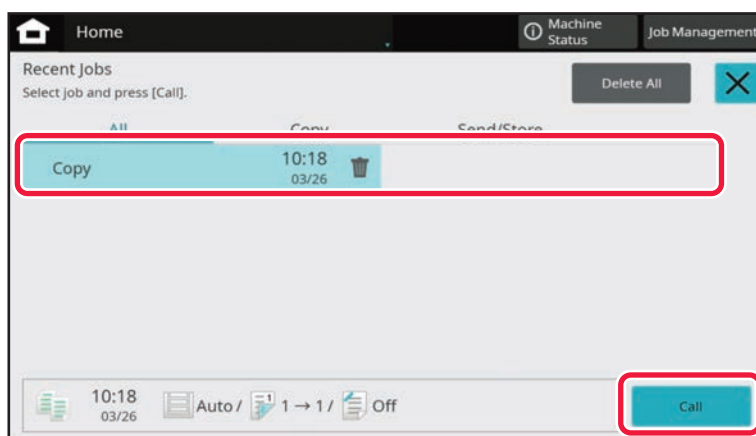 Home
Machine Status
Job Management
Recent Jobs
Select job and press [Call].
Delete All
All Copy Send/Store
Copy 10:18
03/26
10:18
03/26
Auto / 1 → 1 / Off
Call